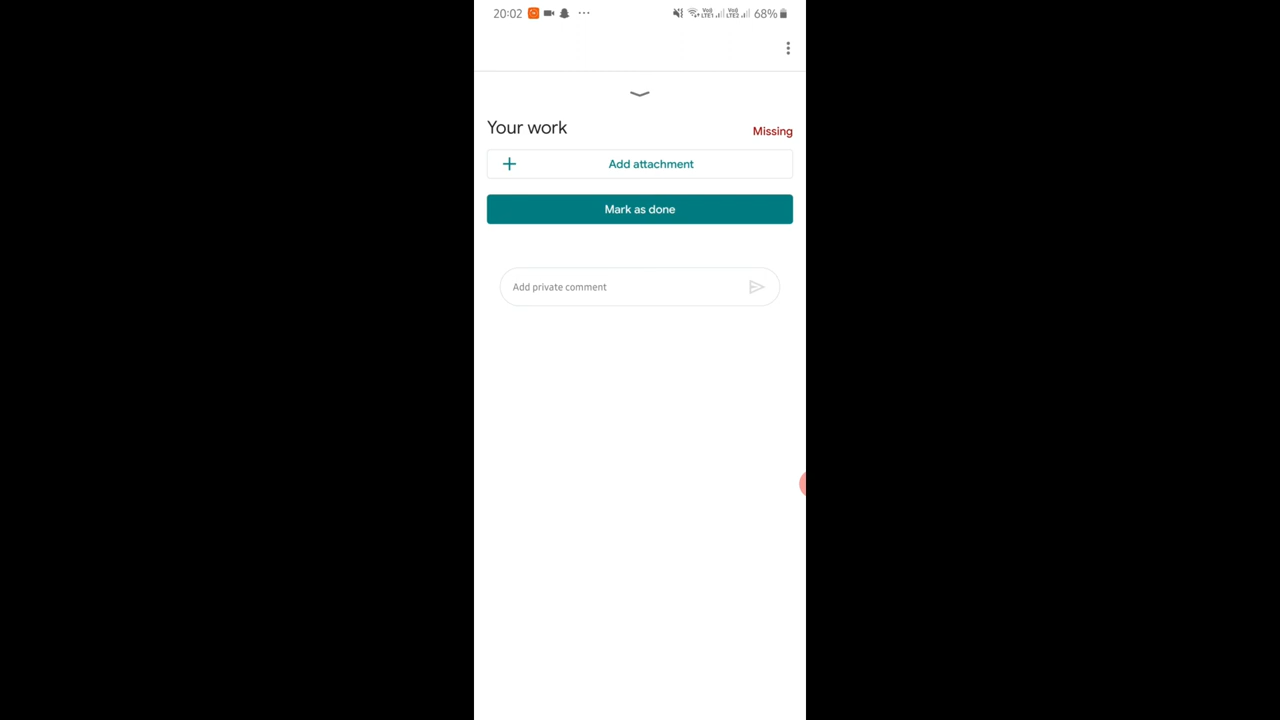 20:02 68%
Your work
Missing
Add attachment
Mark as done
Add private comment